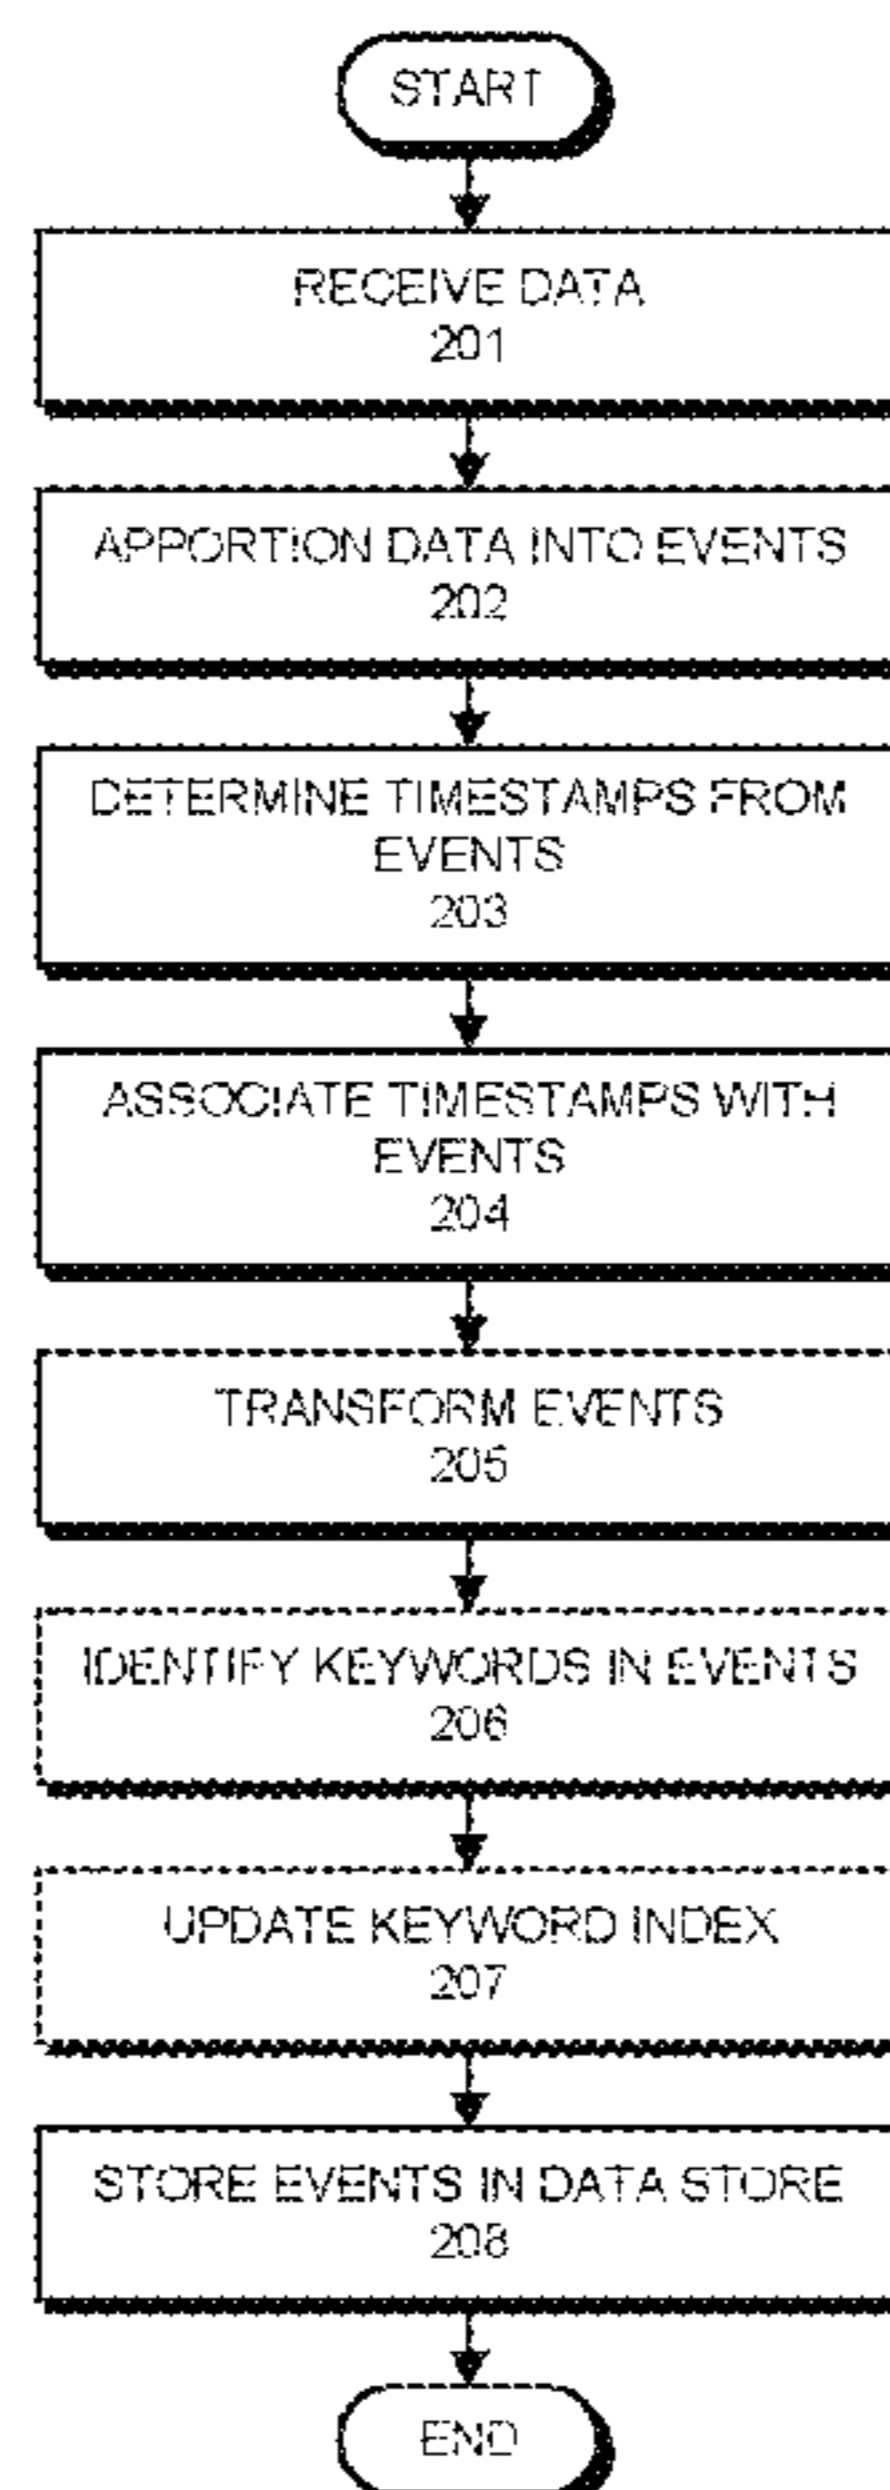 START
RECEIVE DATA
201
APPORTION DATA INTO EVENTS
202
DETERMINE TIMESTAMPS FROM
EVENTS
203
ASSOCIATE TIMESTAMPS WITH
EVENTS
204
TRANSFORM EVENTS
205
IDENTIFY KEYWORDS IN EVENTS
206
UPDATE KEYWORD INDEX
207
STORE EVENTS IN DATA STORE
208
END